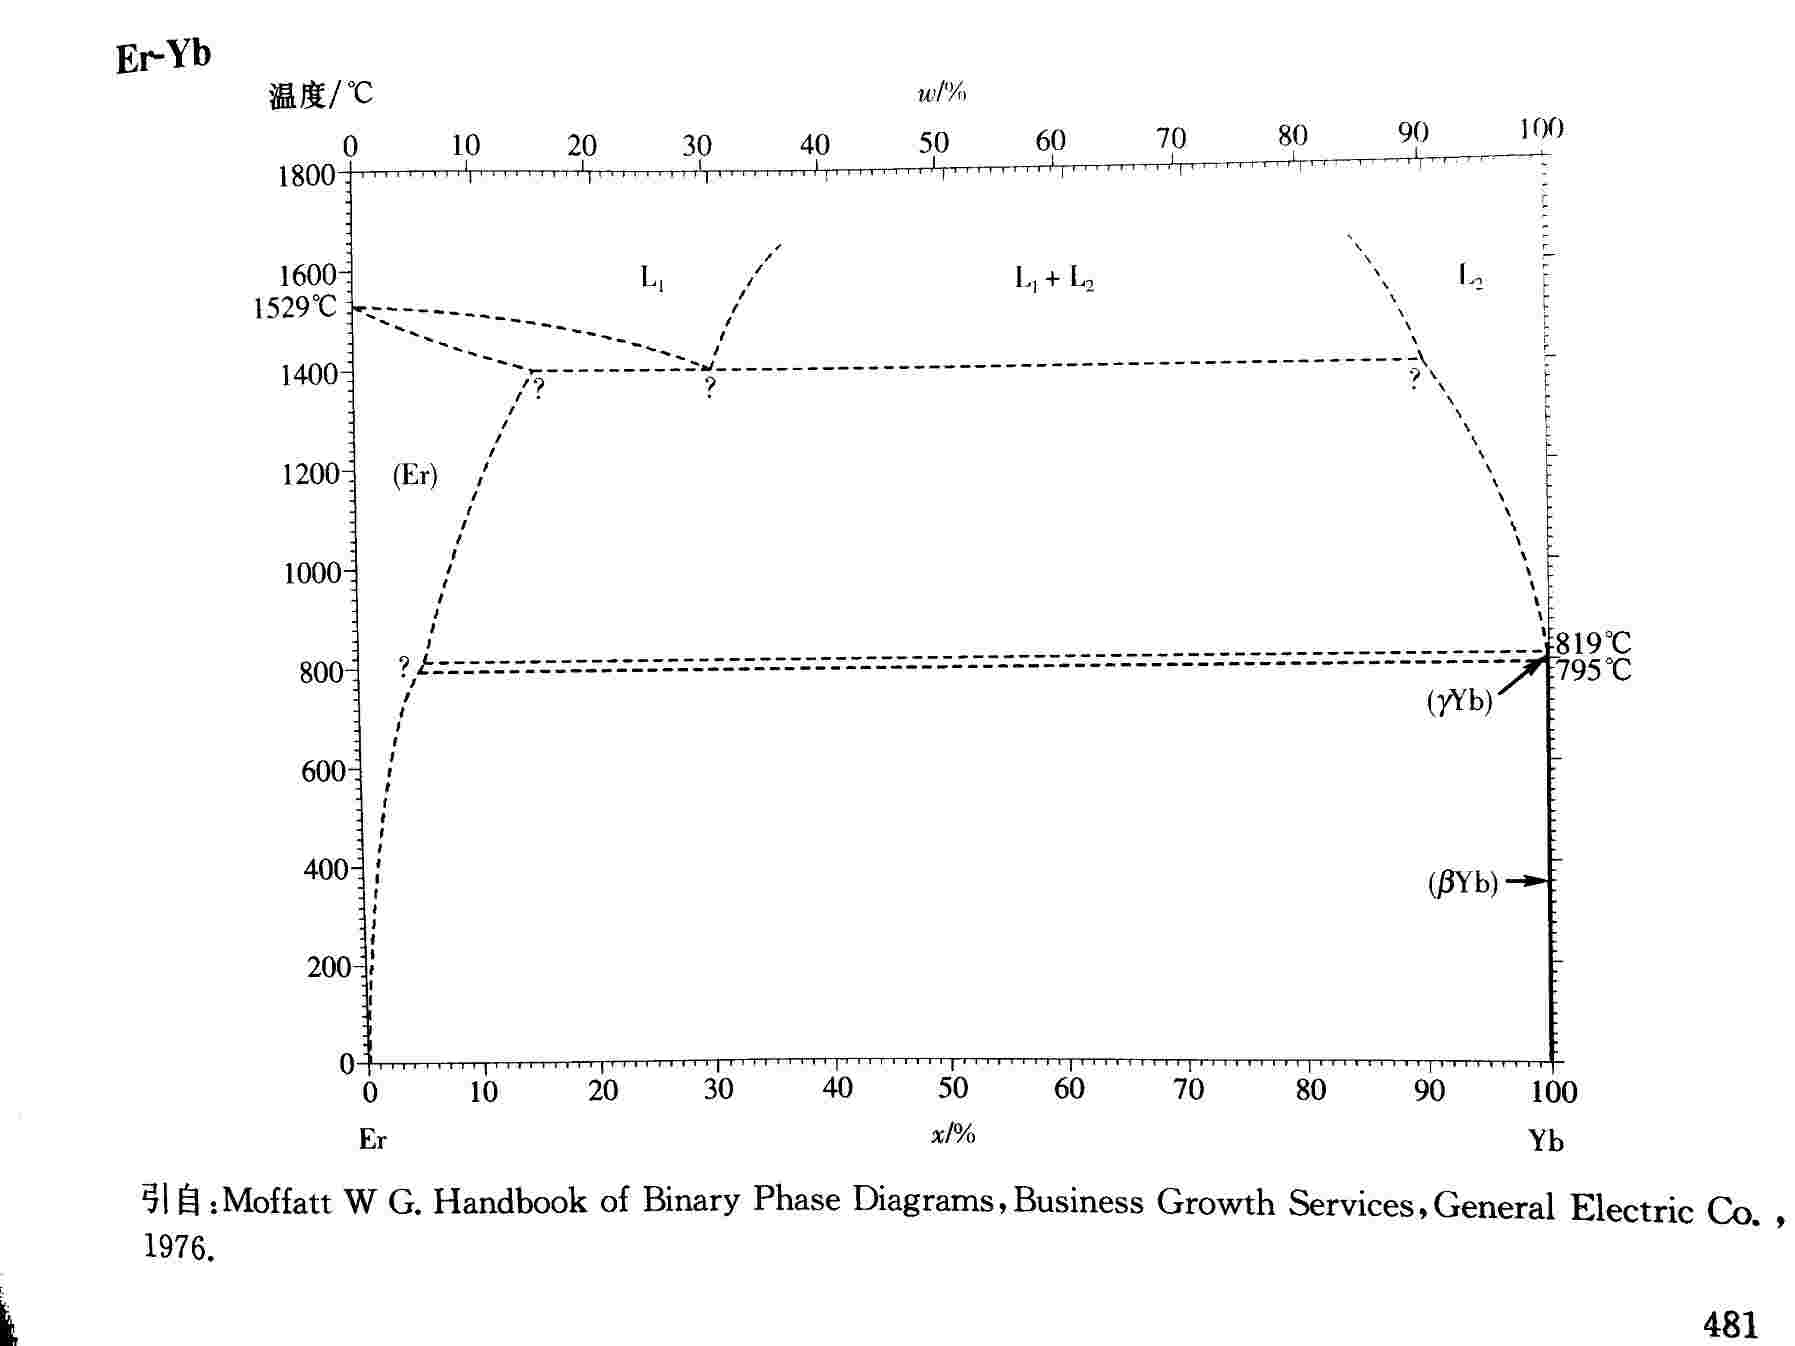 Er-Yb
温度/℃
w/%
0 10 20 30 40 50 60 70 80 90 100
1800
1600
1529℃
1400
1200
1000
800
600
400
200
0
L₁
L₁ + L₂
L₂
? ? ?
(Er)
?
819℃
795℃
(γYb)
(βYb)
0 10 20 30 40 50 60 70 80 90 100
Er x/% Yb
引自:Moffatt W G. Handbook of Binary Phase Diagrams, Business Growth Services, General Electric Co. ,
1976.
481